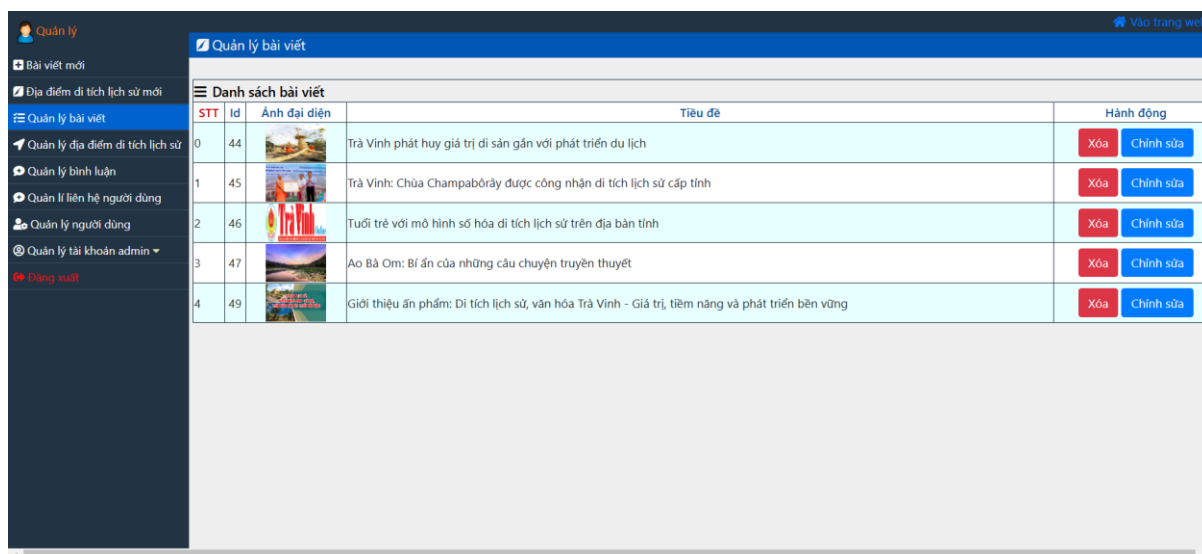 Quản lý
Vào trang we
Quản lý bài viết
Bài viết mới
Địa điểm di tích lịch sử mới
Quản lý bài viết
Quản lý địa điểm di tích lịch sử
Quản lý bình luận
Quản lí liên hệ người dùng
Quản lý người dùng
Quản lý tài khoản admin
Đăng xuất
Danh sách bài viết
STT Id Ảnh đại diện Tiêu đề Hành động
0 44 Trà Vinh phát huy giá trị di sản gắn với phát triển du lịch Xóa Chỉnh sửa
1 45 Trà Vinh: Chùa Champabôrây được công nhận di tích lịch sử cấp tỉnh Xóa Chỉnh sửa
2 46 Trà Vinh Tuổi trẻ với mô hình số hóa di tích lịch sử trên địa bàn tỉnh Xóa Chỉnh sửa
3 47 Ao Bà Om: Bí ẩn của những câu chuyện truyền thuyết Xóa Chỉnh sửa
4 49 Giới thiệu ấn phẩm: Di tích lịch sử, văn hóa Trà Vinh - Giá trị, tiềm năng và phát triển bền vững Xóa Chỉnh sửa